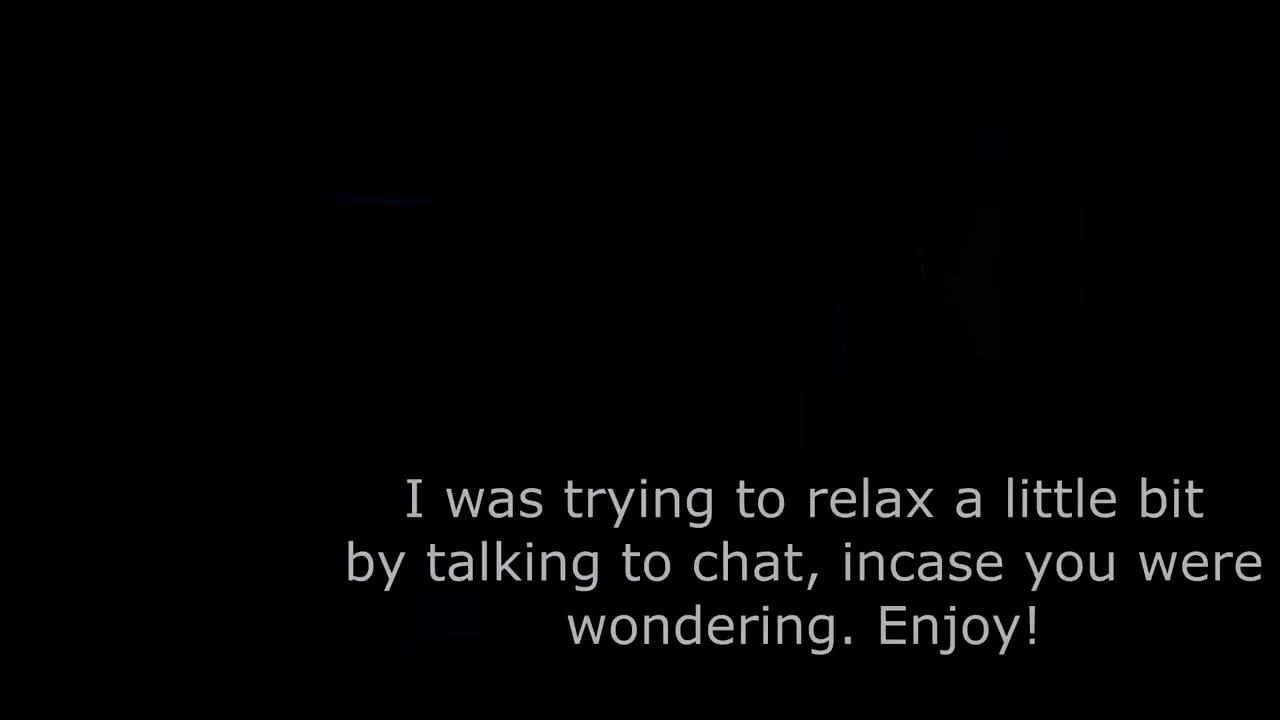 I was trying to relax a little bit
by talking to chat, incase you were
wondering. Enjoy!